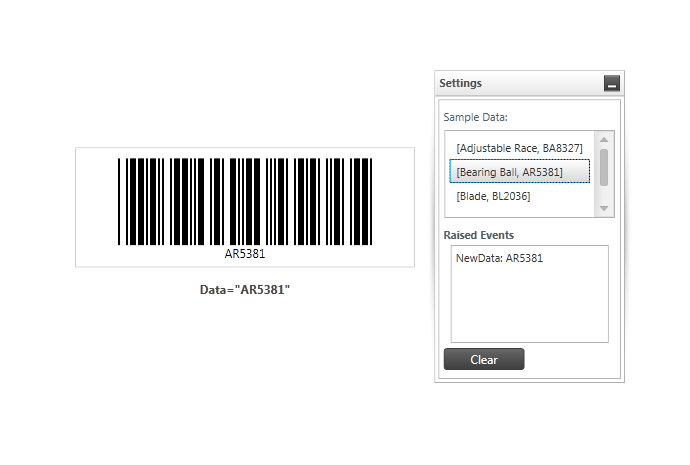 AR5381
Data="AR5381"
Settings
Sample Data:
[Adjustable Race, BA8327]
[Bearing Ball, AR5381]
[Blade, BL2036]
Raised Events
NewData: AR5381
Clear